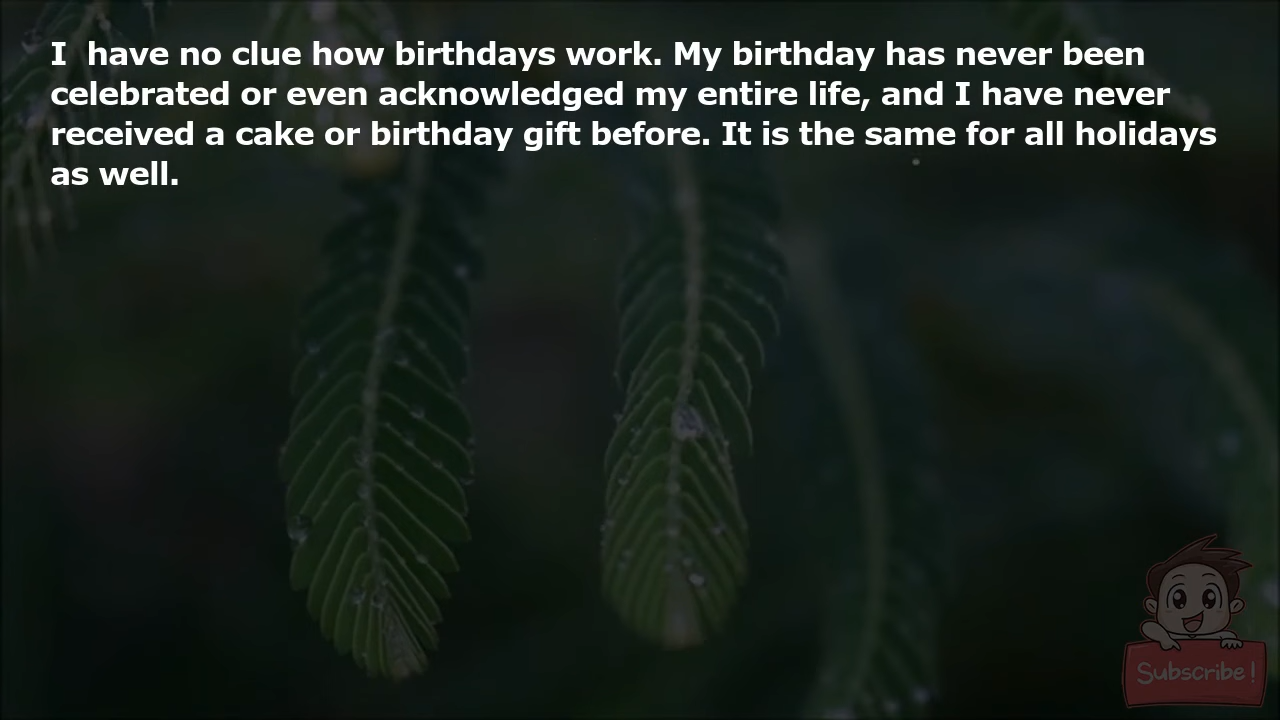 I  have no clue how birthdays work. My birthday has never been
celebrated or even acknowledged my entire life, and I have never
received a cake or birthday gift before. It is the same for all holidays
as well.
Subscribe!